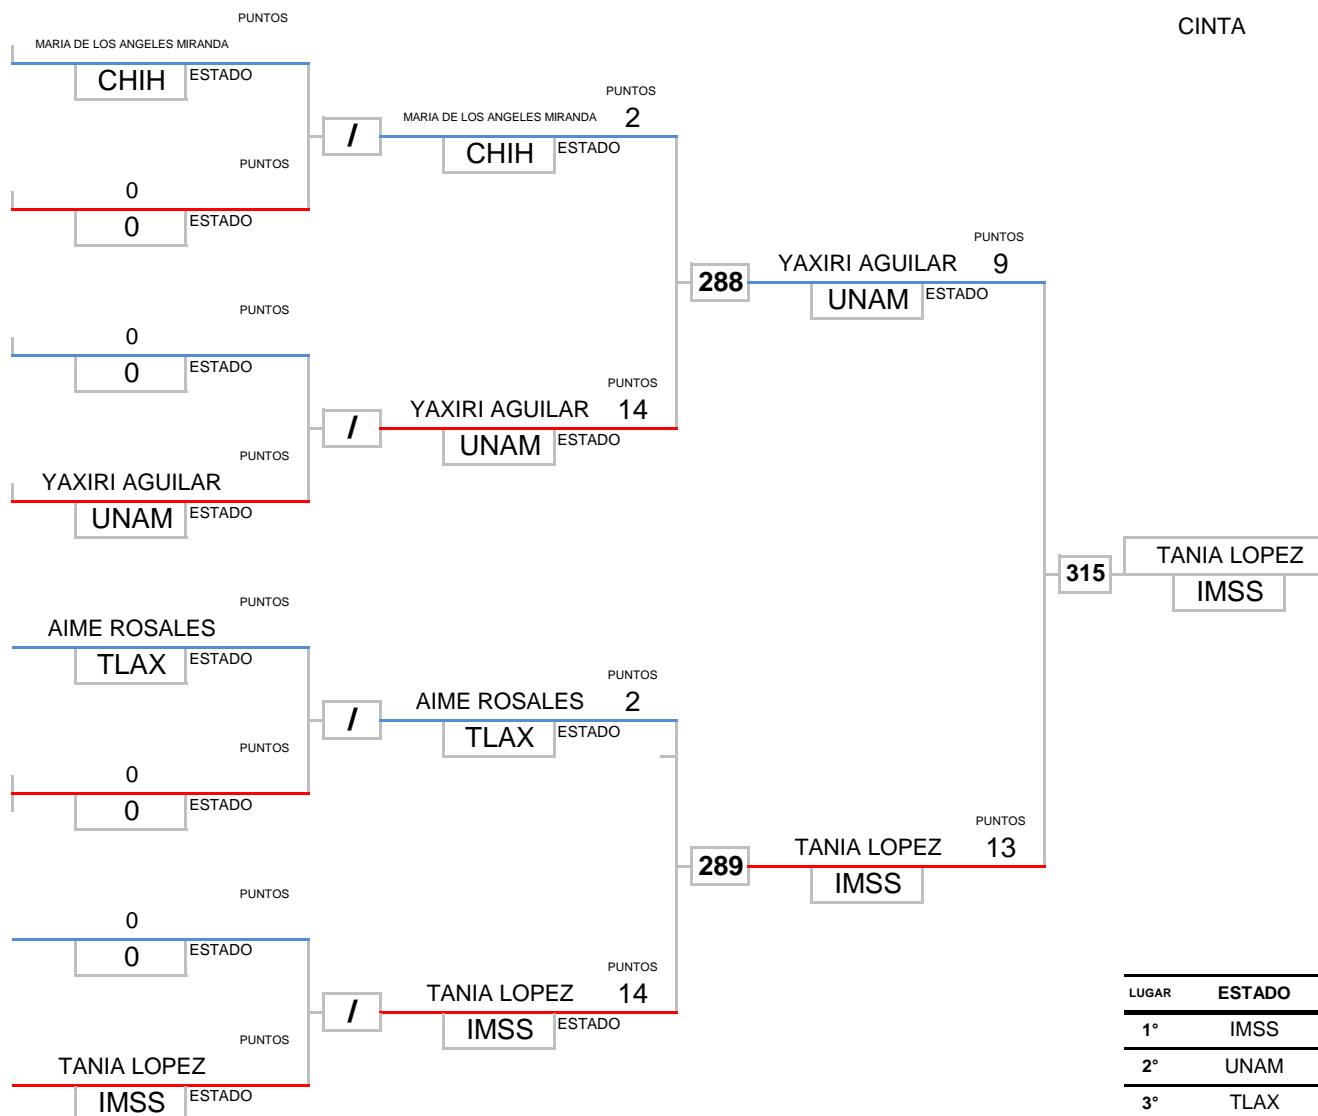 PUNTOS
CINTA
MARIA DE LOS ANGELES MIRANDA
CHIH ESTADO
PUNTOS
MARIA DE LOS ANGELES MIRANDA 2
/
CHIH ESTADO
PUNTOS
0
0 ESTADO
PUNTOS
YAXIRI AGUILAR 9
288
UNAM ESTADO
PUNTOS
0
0 ESTADO
PUNTOS
YAXIRI AGUILAR 14
/
UNAM ESTADO
PUNTOS
YAXIRI AGUILAR
UNAM ESTADO
TANIA LOPEZ
315
IMSS
PUNTOS
AIME ROSALES
TLAX ESTADO
PUNTOS
AIME ROSALES 2
/
TLAX ESTADO
PUNTOS
0
0 ESTADO
PUNTOS
TANIA LOPEZ 13
289
IMSS
PUNTOS
0
0 ESTADO
PUNTOS
TANIA LOPEZ 14
/
IMSS ESTADO
PUNTOS
TANIA LOPEZ
IMSS ESTADO
LUGAR ESTADO
1° IMSS
2° UNAM
3° TLAX